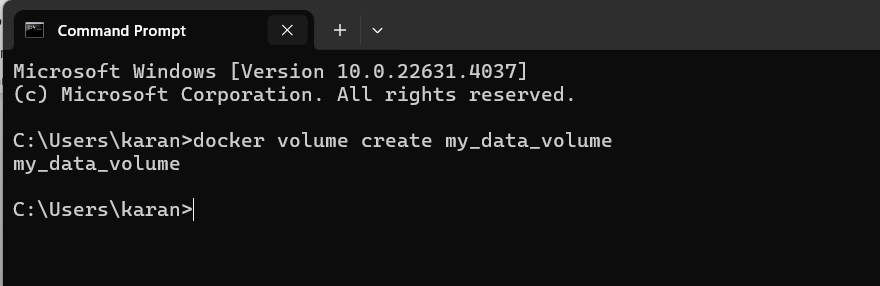 Command Prompt
Microsoft Windows [Version 10.0.22631.4037]
(c) Microsoft Corporation. All rights reserved.
C:\Users\karan>docker volume create my_data_volume
my_data_volume
C:\Users\karan>